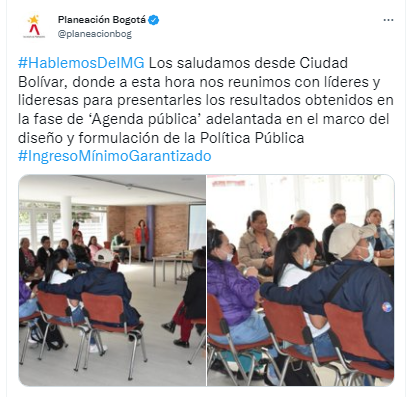 Planeación Bogotá
@planeacionbog
#HablemosDeIMG Los saludamos desde Ciudad
Bolívar, donde a esta hora nos reunimos con líderes y
lideresas para presentarles los resultados obtenidos en
la fase de ‘Agenda pública’ adelantada en el marco del
diseño y formulación de la Política Pública
#IngresoMínimoGarantizado